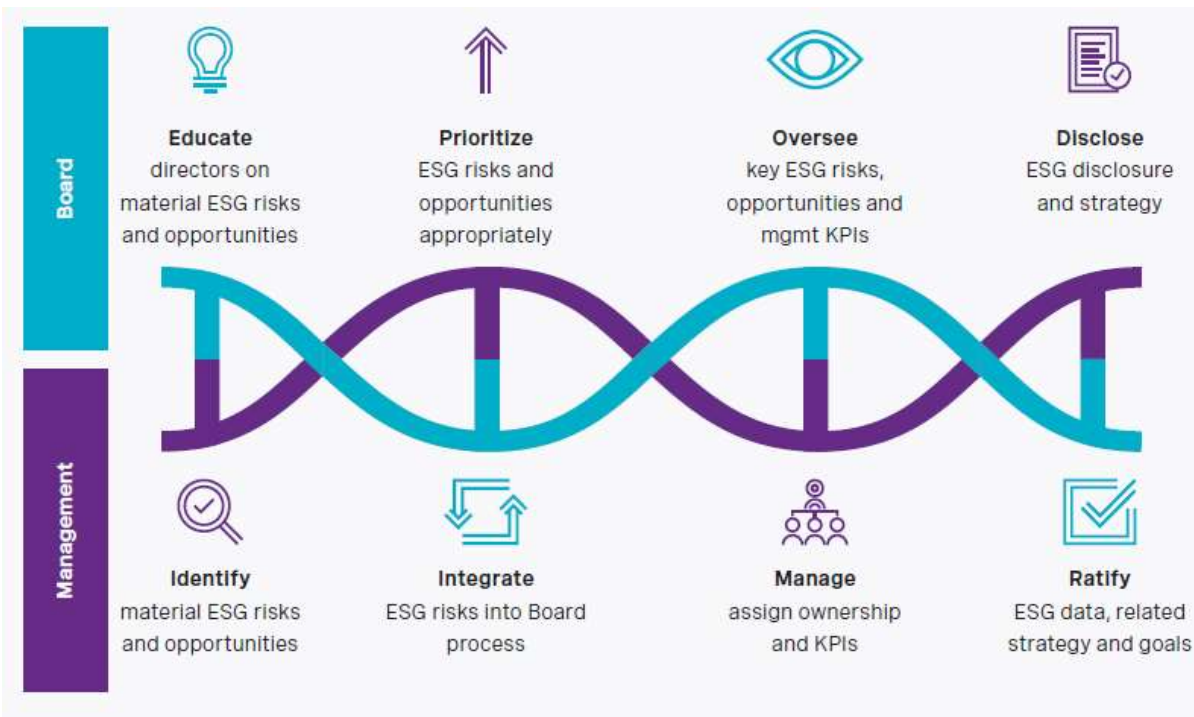 Board
Educate
directors on
material ESG risks
and opportunities
Prioritize
ESG risks and
opportunities
appropriately
Oversee
key ESG risks,
opportunities and
mgmt KPIs
Disclose
ESG disclosure
and strategy
Management
Identify
material ESG risks
and opportunities
Integrate
ESG risks into Board
process
Manage
assign ownership
and KPIs
Ratify
ESG data, related
strategy and goals